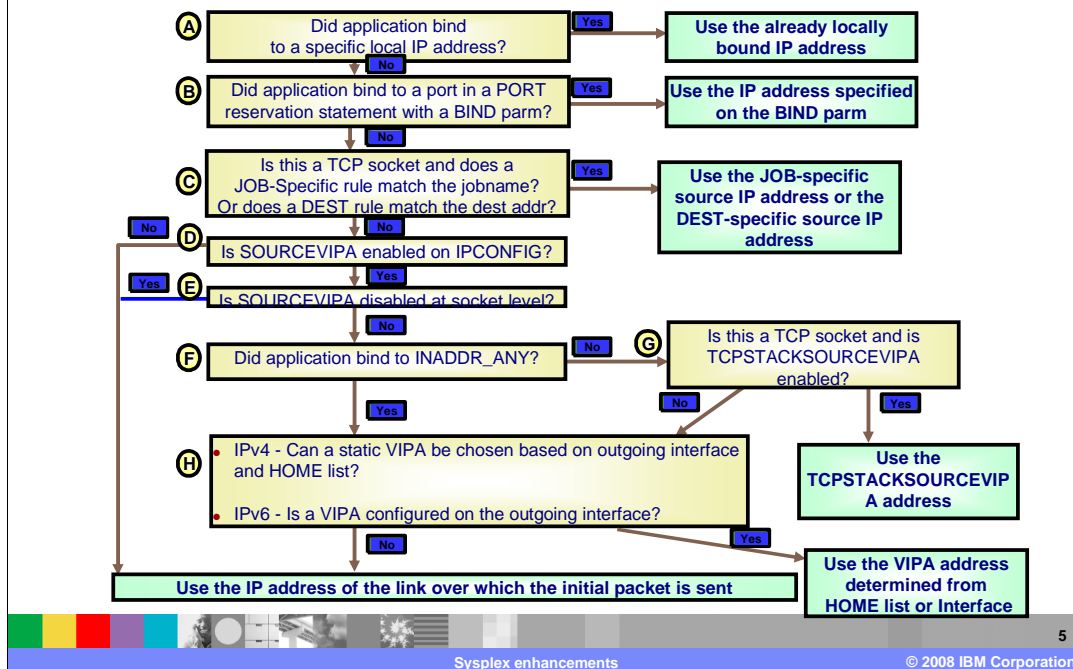 A
Did application bind
to a specific local IP address?
Yes
Use the already locally
bound IP address
No
B
Did application bind to a port in a PORT
reservation statement with a BIND parm?
Yes
Use the IP address specified
on the BIND parm
No
C
Is this a TCP socket and does a
JOB-Specific rule match the jobname?
Or does a DEST rule match the dest addr?
Yes
Use the JOB-specific
source IP address or the
DEST-specific source IP
address
No
No
D
Is SOURCEVIPA enabled on IPCONFIG?
Yes
Yes
E
Is SOURCEVIPA disabled at socket level?
No
F
Did application bind to INADDR_ANY?
No
G
Is this a TCP socket and is
TCPSTACKSOURCEVIPA
enabled?
Yes
No
Yes
H
• IPv4 - Can a static VIPA be chosen based on outgoing interface
and HOME list?
• IPv6 - Is a VIPA configured on the outgoing interface?
Use the
TCPSTACKSOURCEVIP
A address
No
Yes
Use the IP address of the link over which the initial packet is sent
Use the VIPA address
determined from
HOME list or Interface
5
Sysplex enhancements
© 2008 IBM Corporation